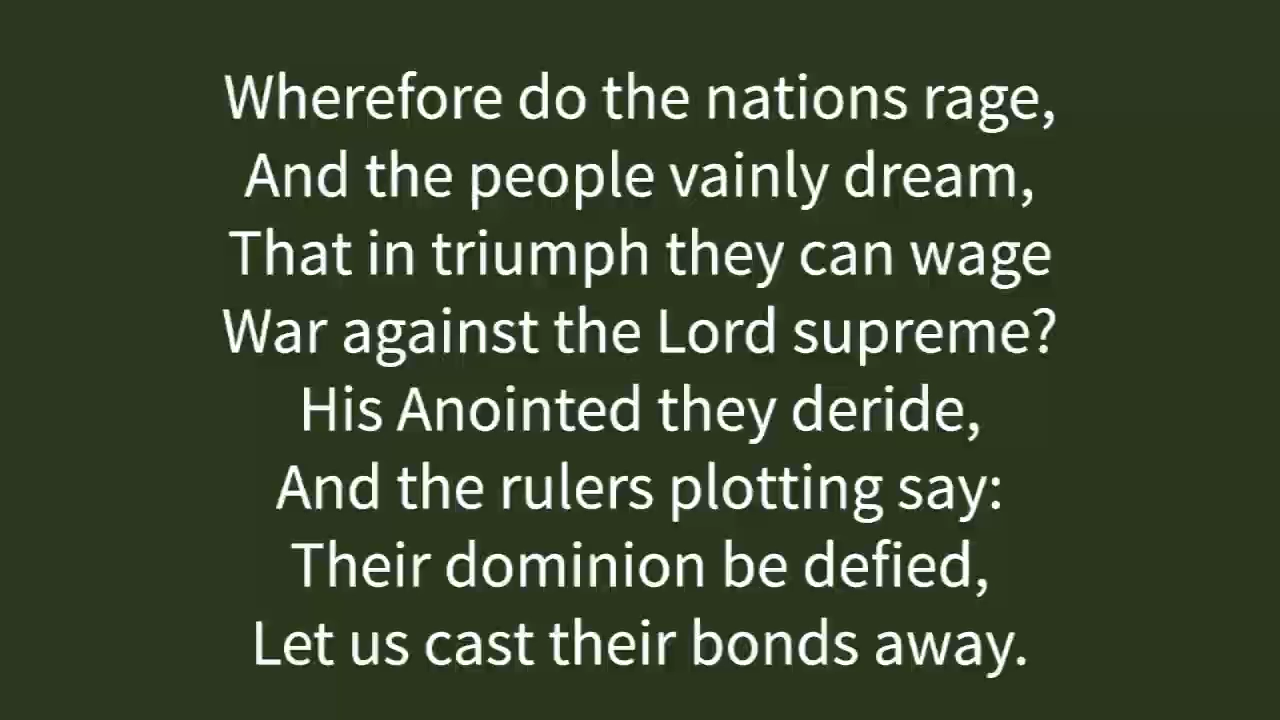 Wherefore do the nations rage,
And the people vainly dream,
That in triumph they can wage
War against the Lord supreme?
His Anointed they deride,
And the rulers plotting say:
Their dominion be defied,
Let us cast their bonds away.